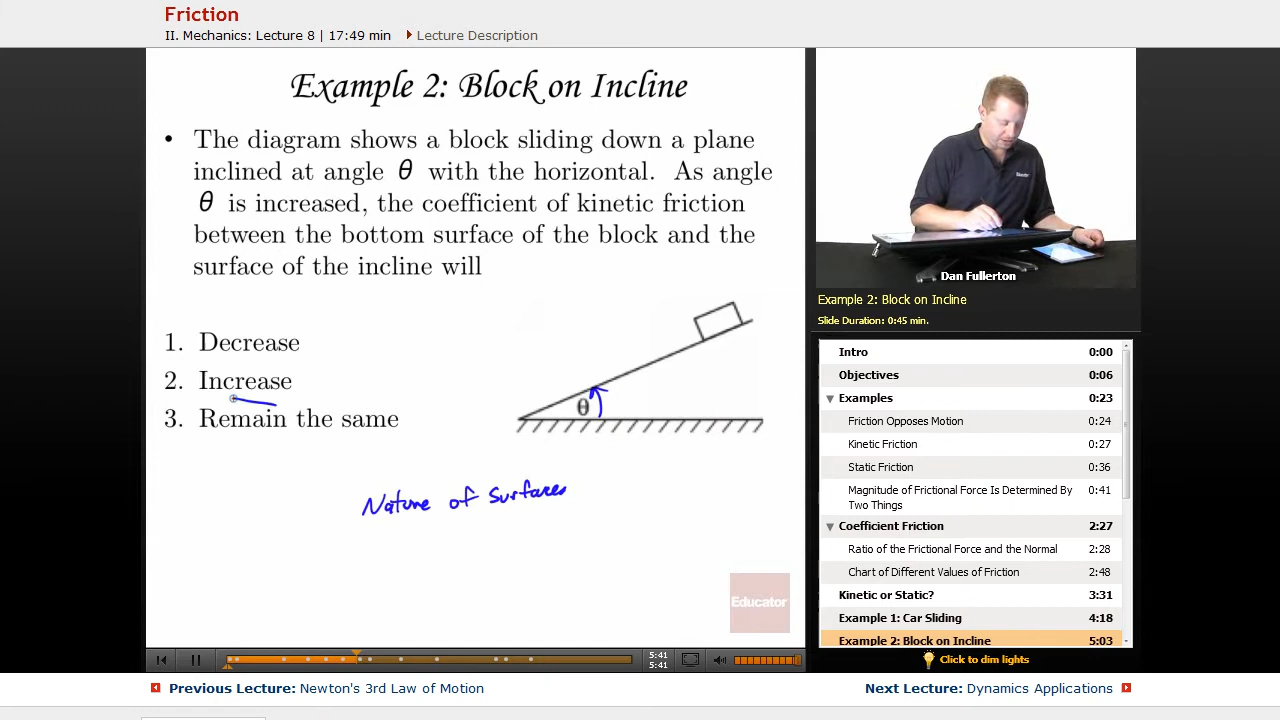 Friction
II. Mechanics: Lecture 8 | 17:49 min
Lecture Description
Example 2: Block on Incline
• The diagram shows a block sliding down a plane
inclined at angle θ with the horizontal. As angle
θ is increased, the coefficient of kinetic friction
between the bottom surface of the block and the
surface of the incline will
1. Decrease
2. Increase
3. Remain the same
θ
Nature of Surfaces
Educator
Dan Fullerton
Example 2: Block on Incline
Slide Duration: 0:45 min.
Intro 0:00
Objectives 0:06
Examples 0:23
Friction Opposes Motion 0:24
Kinetic Friction 0:27
Static Friction 0:36
Magnitude of Frictional Force Is Determined By 0:41
Two Things
Coefficient Friction 2:27
Ratio of the Frictional Force and the Normal 2:28
Chart of Different Values of Friction 2:48
Kinetic or Static? 3:31
Example 1: Car Sliding 4:18
Example 2: Block on Incline 5:03
5:41
5:41
Click to dim lights
Previous Lecture: Newton's 3rd Law of Motion
Next Lecture: Dynamics Applications